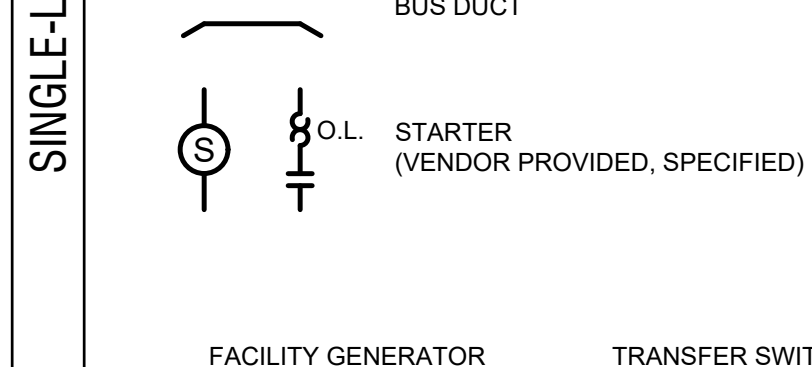 SINGLE-L
BUS DUCT
S
O.L.
STARTER
(VENDOR PROVIDED, SPECIFIED)
FACILITY GENERATOR
TRANSFER SWIT